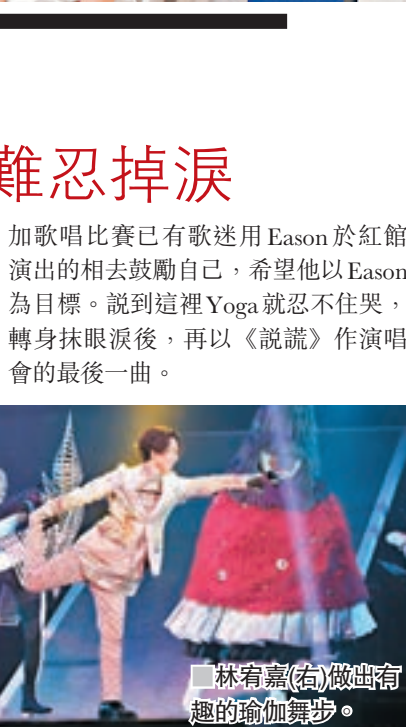 難忍掉淚
加歌唱比賽已有歌迷用Eason於紅館
演出的相去鼓勵自己，希望他以Eason
為目標。説到這裡Yoga就忍不住哭，
轉身抹眼淚後，再以《説謊》作演唱
會的最後一曲。
■林宥嘉(右)做出有
趣的瑜伽舞步。